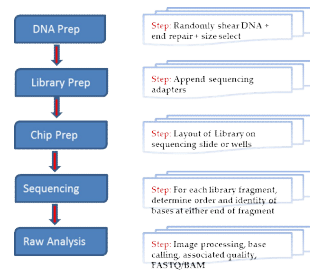 DNA Prep
Step: Randomly shear DNA +
end repair+ size select
Library Prep
Step: Append sequencing
adapters
Chip Prep
Step: Layout of Library on
sequencing slide or wells
Sequencing
Step: For each library fragment,
determine order and identity of
bases at either end of fragment
Raw Analysis
Step: Image processing, base
calling, associated quality,
FASTQ/BAM